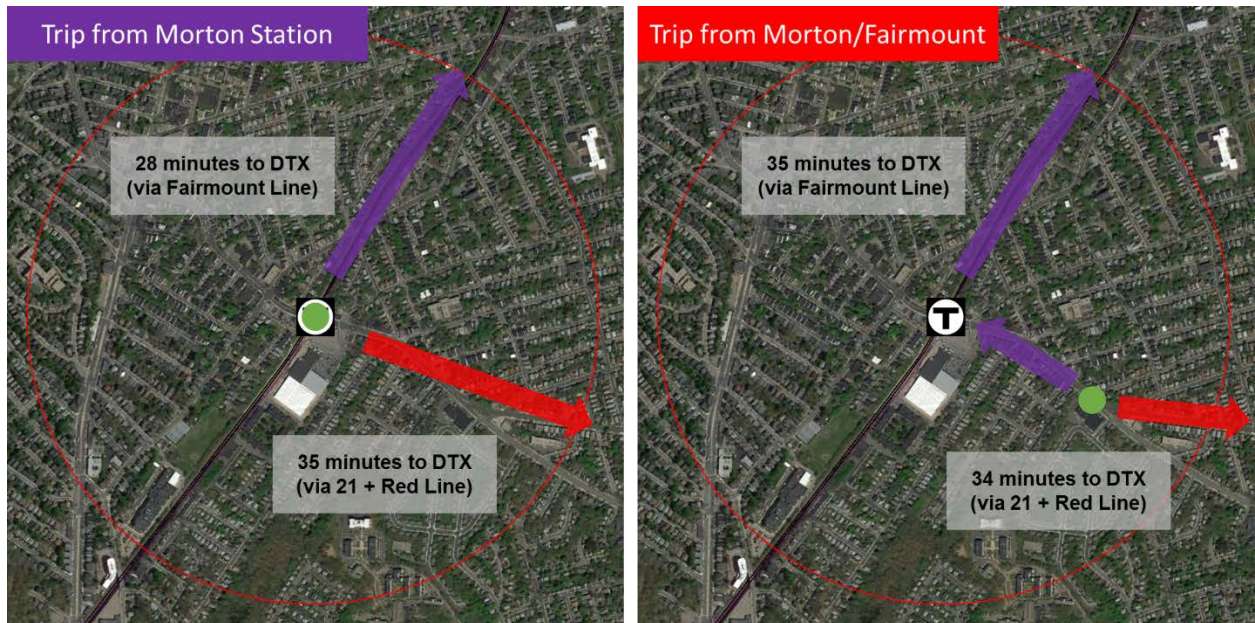 Trip from Morton Station
28 minutes to DTX
(via Fairmount Line)
35 minutes to DTX
(via 21 + Red Line)
Trip from Morton/Fairmount
35 minutes to DTX
(via Fairmount Line)
T
34 minutes to DTX
(via 21 + Red Line)